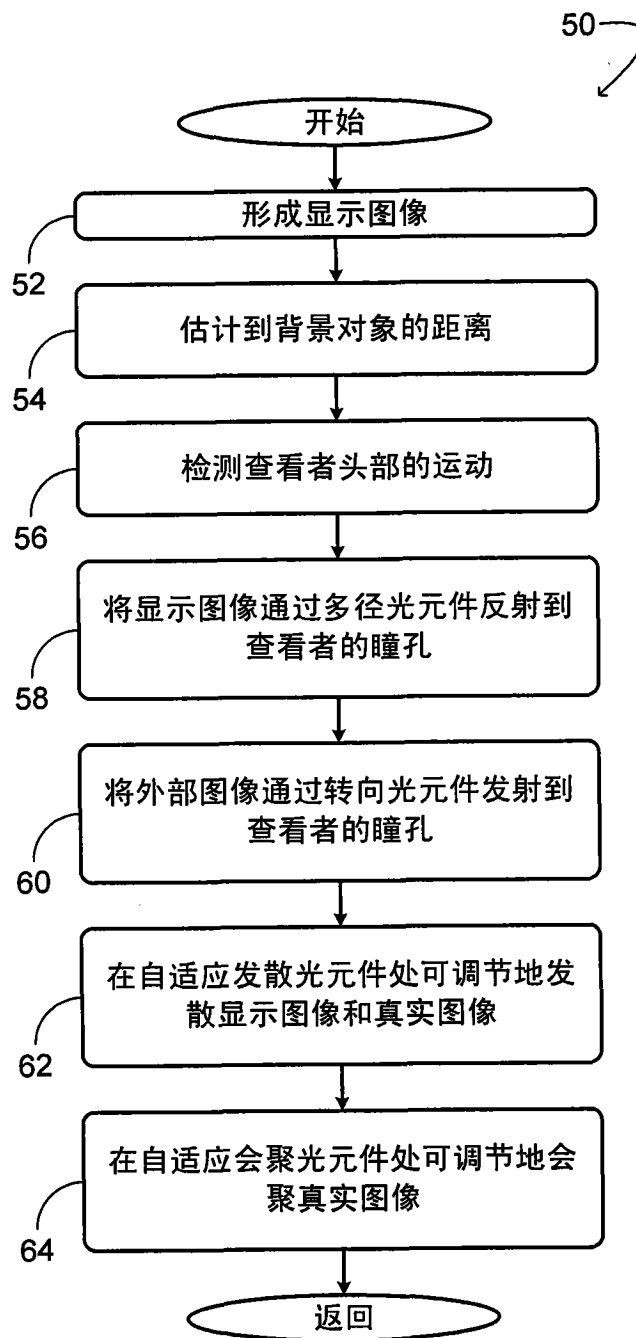 50
开始
形成显示图像
52
估计到背景对象的距离
54
检测查看者头部的运动
56
将显示图像通过多径光元件反射到
查看者的瞳孔
58
将外部图像通过转向光元件发射到
查看者的瞳孔
60
在自适应发散光元件处可调节地发
散显示图像和真实图像
62
在自适应会聚光元件处可调节地会
聚真实图像
64
返回